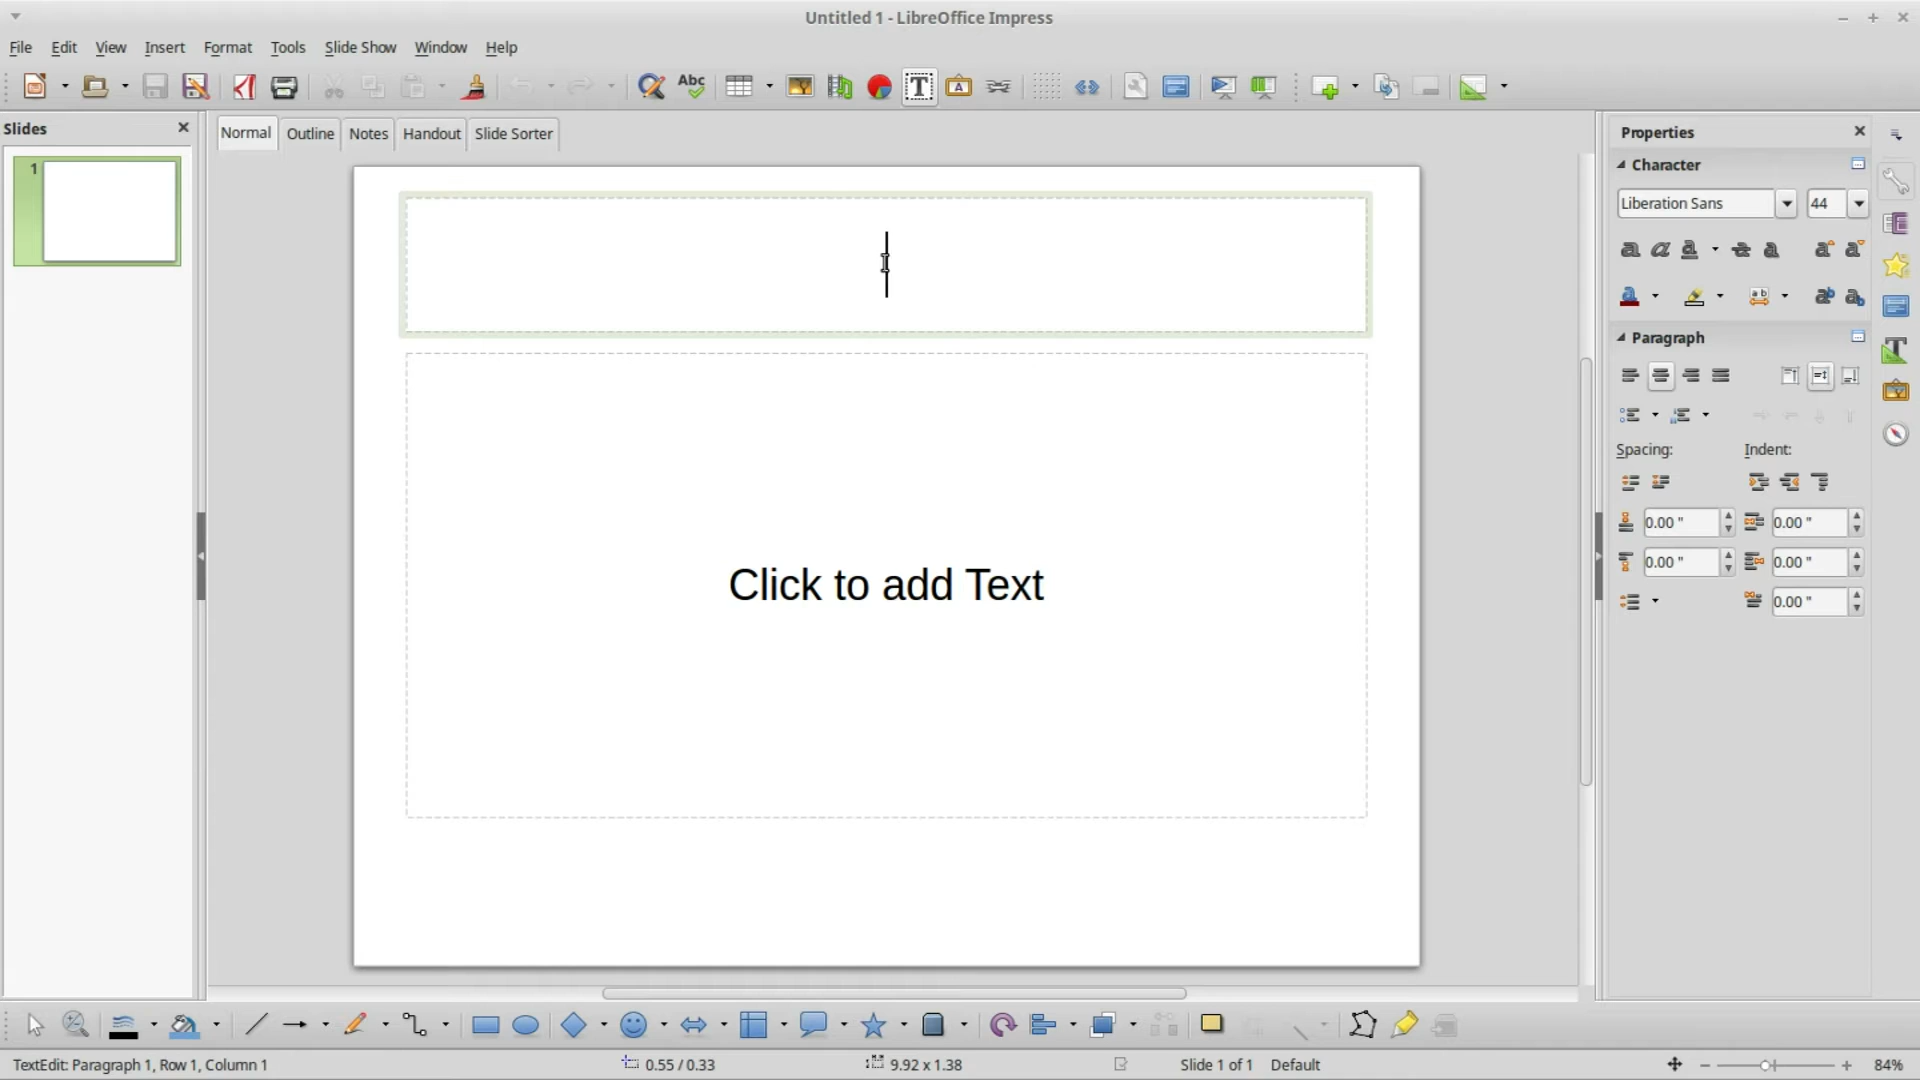 Untitled 1 - LibreOffice Impress
File Edit View Insert Format Tools Slide Show Window Help
Abc T A
Slides
Normal Outline Notes Handout Slide Sorter
Properties
Character
Liberation Sans 44
1
a a a a a a a
a a b a b a b
Paragraph
Spacing: Indent:
0.00 " 0.00 "
0.00 " 0.00 "
0.00 "
Click to add Text
TextEdit: Paragraph 1, Row 1, Column 1 0.55 / 0.33 9.92 x 1.38 Slide 1 of 1 Default 84%